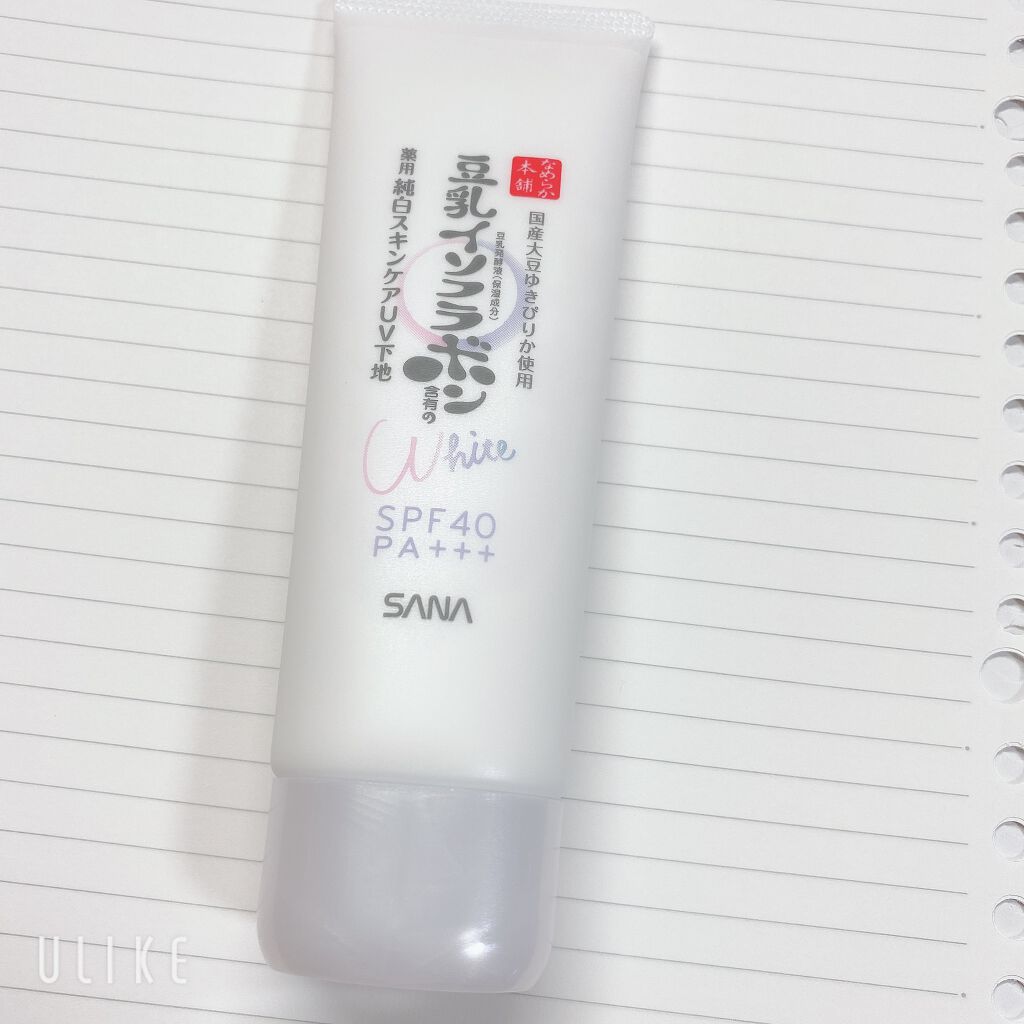 なめらか
本舗
国産大豆ゆきぴりか使用
豆乳発酵液(保湿成分)
豆乳イソフラボン
含有の
薬用 純白スキンケアUV下地
White
SPF40
PA+++
SANA
ULIKE